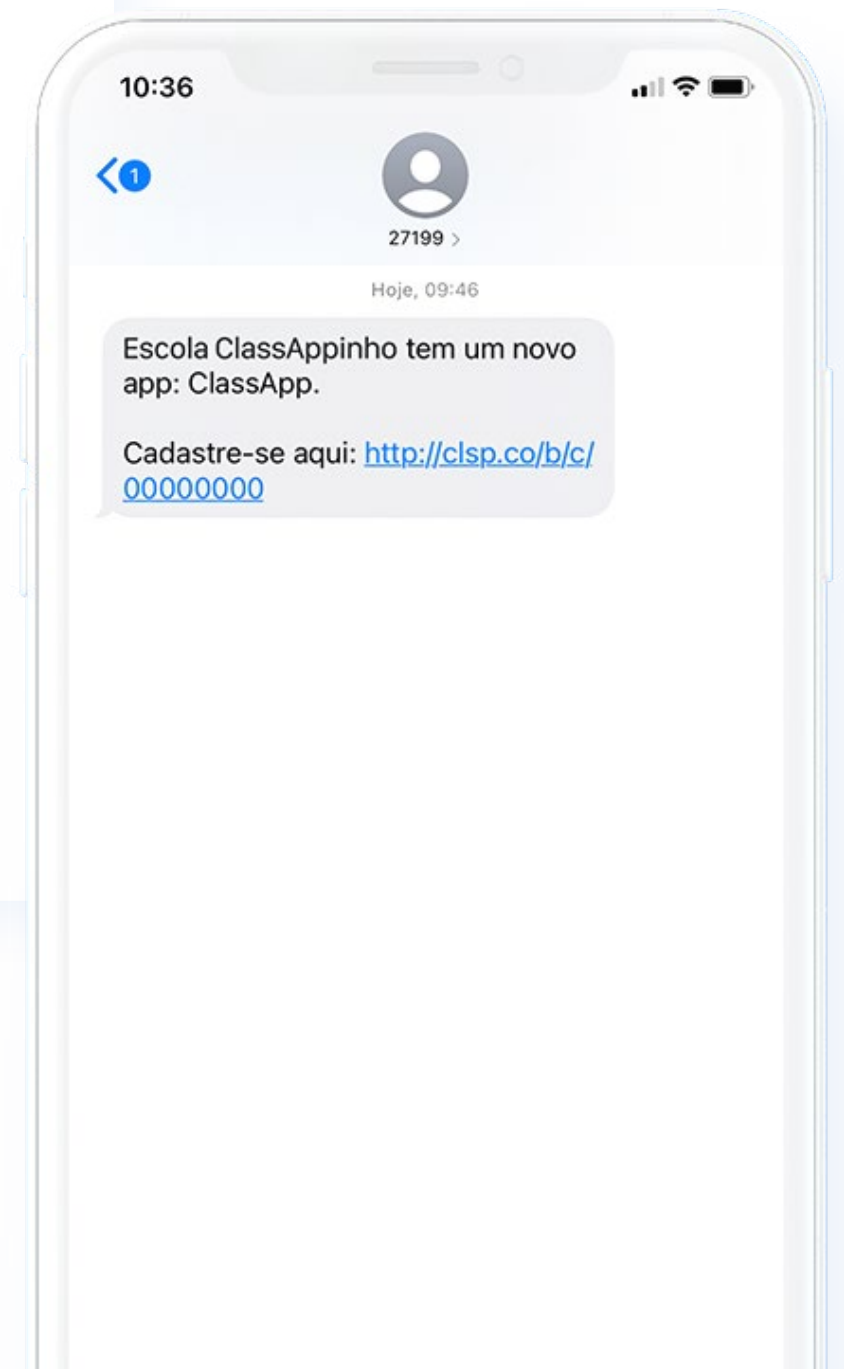 10:36
1
27199 >
Hoje, 09:46
Escola ClassAppinho tem um novo
app: ClassApp.
Cadastre-se aqui: http://clsp.co/b/c/
00000000